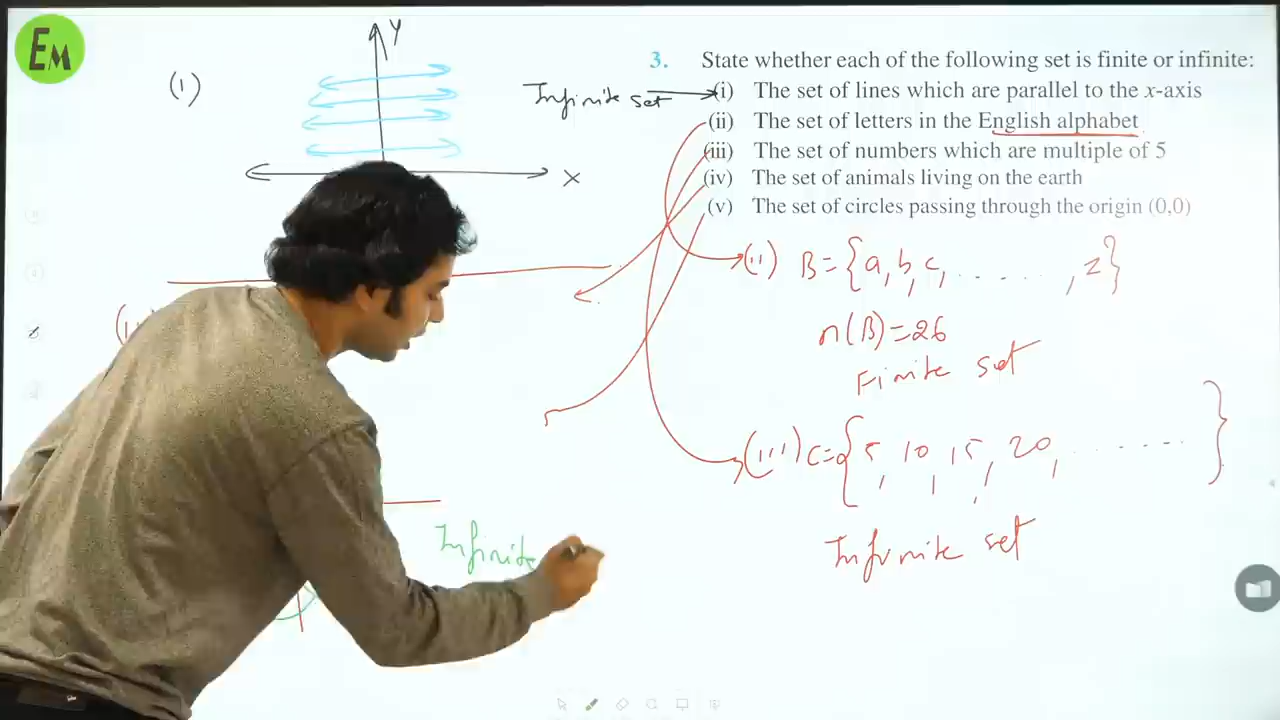 EM
3. State whether each of the following set is finite or infinite:
(i) The set of lines which are parallel to the x-axis
(ii) The set of letters in the English alphabet
(iii) The set of numbers which are multiple of 5
(iv) The set of animals living on the earth
(v) The set of circles passing through the origin (0,0)
(i)
Y
X
Infinite set
(ii) B={a,b,c,.......,z}
n(B)=26
Finite set
(iii) C={5, 10, 15, 20, .......}
Infinite set
Infinite